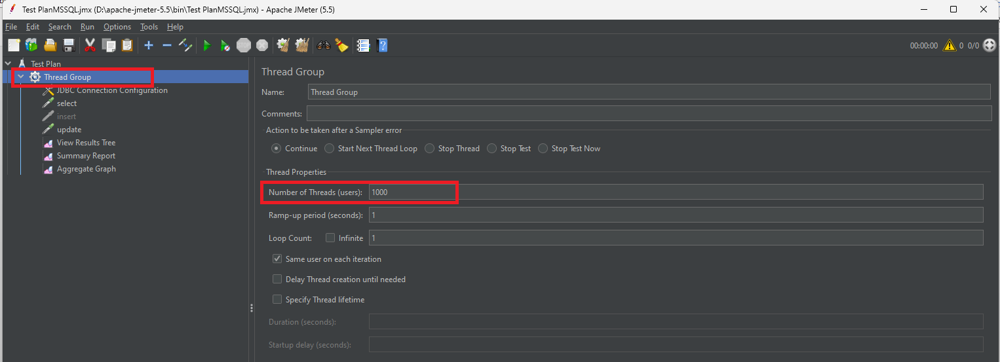 Test PlanMSSQL.jmx (D:\apache-jmeter-5.5\bin\Test PlanMSSQL.jmx) - Apache JMeter (5.5)
File Edit Search Run Options Tools Help
STOP 00:00:00 0 0/0
Test Plan
Thread Group
JDBC Connection Configuration
select
insert
update
View Results Tree
Summary Report
Aggregate Graph
Thread Group
Name: Thread Group
Comments:
Action to be taken after a Sampler error
Continue Start Next Thread Loop Stop Thread Stop Test Stop Test Now
Thread Properties
Number of Threads (users): 1000
Ramp-up period (seconds): 1
Loop Count: Infinite 1
Same user on each iteration
Delay Thread creation until needed
Specify Thread lifetime
Duration (seconds):
Startup delay (seconds):